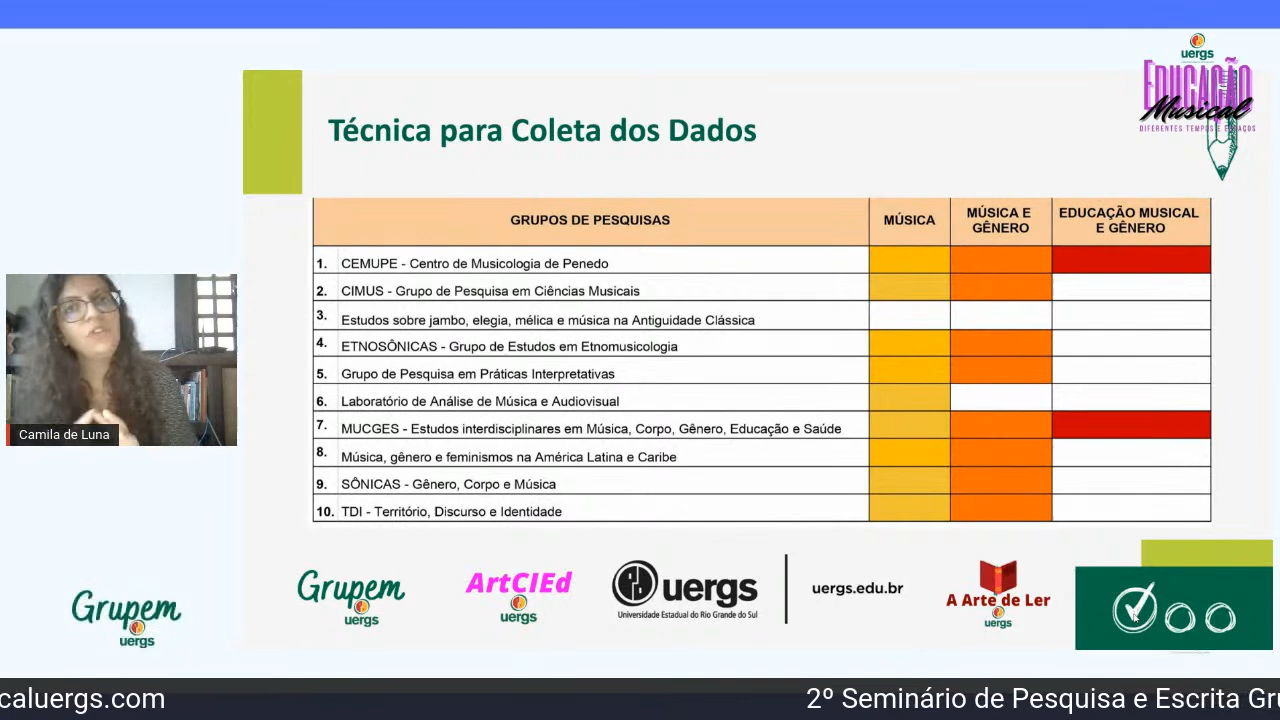 uergs
EDUCAÇÃO
Musical
DIFERENTES TEMPOS E ESPAÇOS
Técnica para Coleta dos Dados
GRUPOS DE PESQUISAS
MÚSICA
MÚSICA E
GÊNERO
EDUCAÇÃO MUSICAL
E GÊNERO
1. CEMUPE - Centro de Musicologia de Penedo
2. CIMUS - Grupo de Pesquisa em Ciências Musicais
3. Estudos sobre jambo, elegia, mélica e música na Antiguidade Clássica
4. ETNOSÔNICAS - Grupo de Estudos em Etnomusicologia
5. Grupo de Pesquisa em Práticas Interpretativas
6. Laboratório de Análise de Música e Audiovisual
7. MUCGES - Estudos interdisciplinares em Música, Corpo, Gênero, Educação e Saúde
8. Música, gênero e feminismos na América Latina e Caribe
9. SÔNICAS - Gênero, Corpo e Música
10. TDI - Território, Discurso e Identidade
Camila de Luna
Grupem
uergs
Grupem
uergs
ArtCIEd
uergs
uergs
Universidade Estadual do Rio Grande do Sul
uergs.edu.br
A Arte de Ler
uergs
caluergs.com
2º Seminário de Pesquisa e Escrita Gru